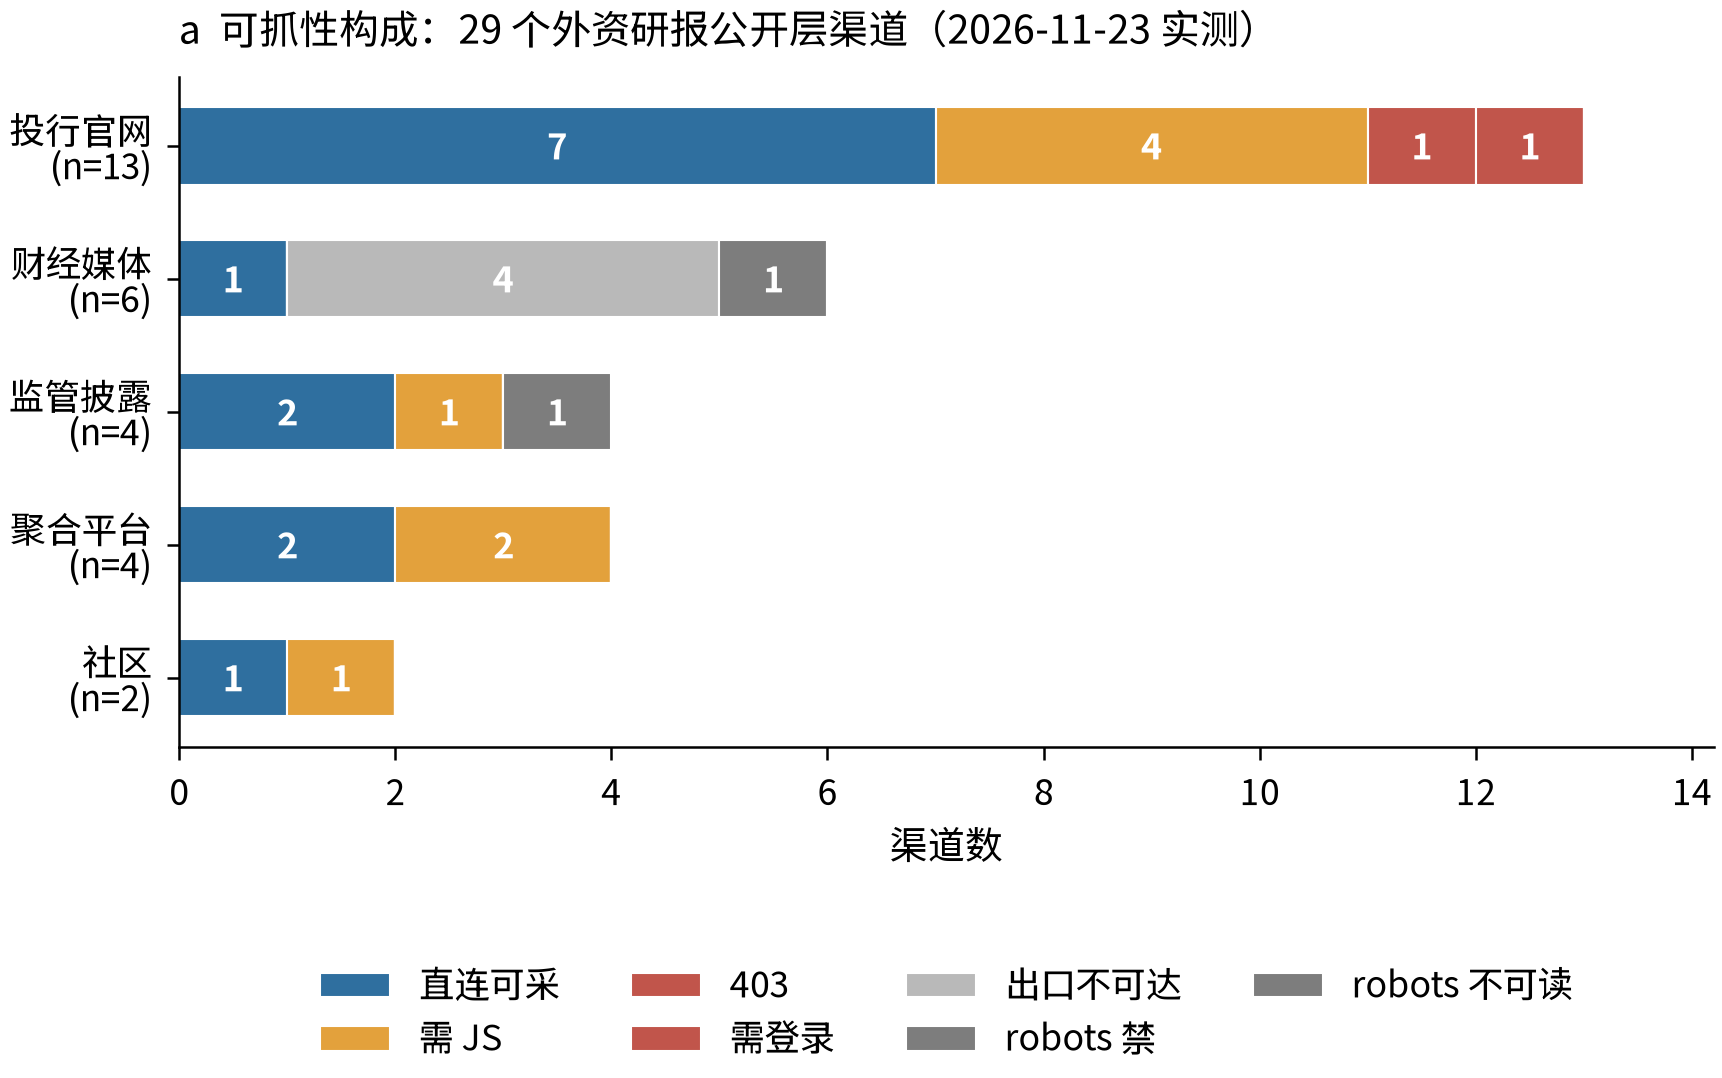 a 可抓性构成：29 个外资研报公开层渠道（2026-11-23 实测）
投行官网
(n=13)
7 4 1 1
财经媒体
(n=6)
1 4 1
监管披露
(n=4)
2 1 1
聚合平台
(n=4)
2 2
社区
(n=2)
1 1
0 2 4 6 8 10 12 14
渠道数
直连可采 403 出口不可达 robots 不可读
需 JS 需登录 robots 禁